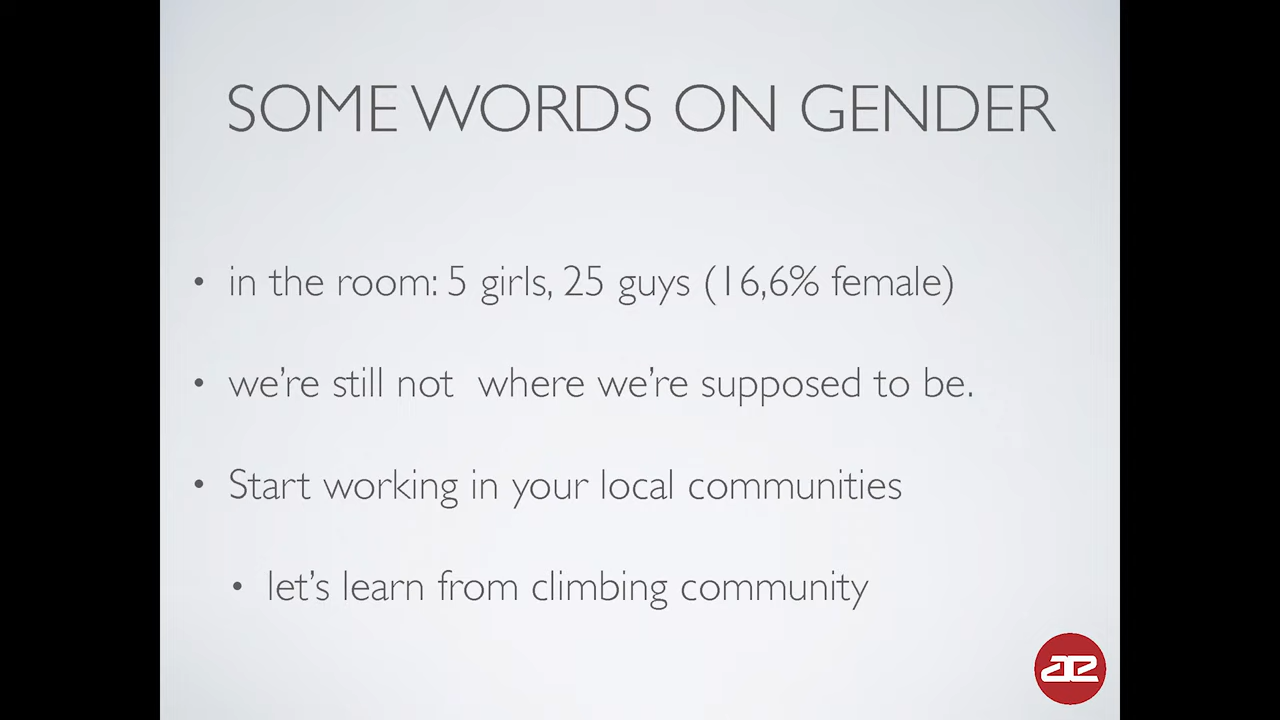 SOME WORDS ON GENDER
• in the room: 5 girls, 25 guys (16,6% female)
• we're still not  where we're supposed to be.
• Start working in your local communities
• let's learn from climbing community